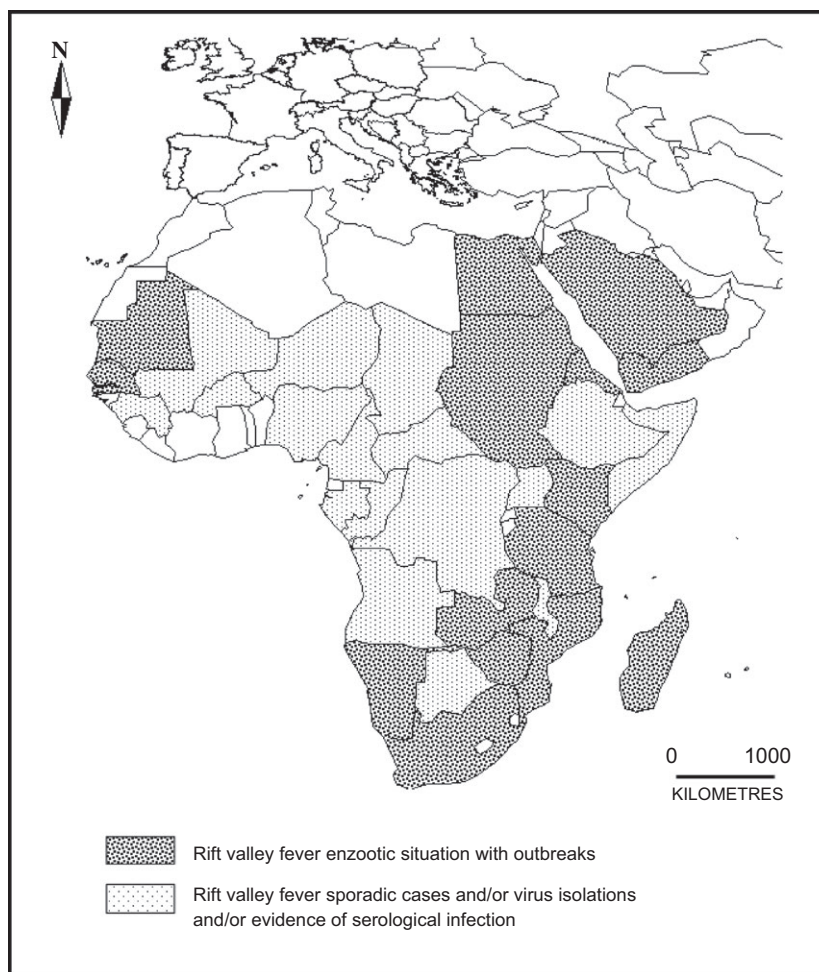 N
0 1000
KILOMETRES
Rift valley fever enzootic situation with outbreaks
Rift valley fever sporadic cases and/or virus isolations
and/or evidence of serological infection